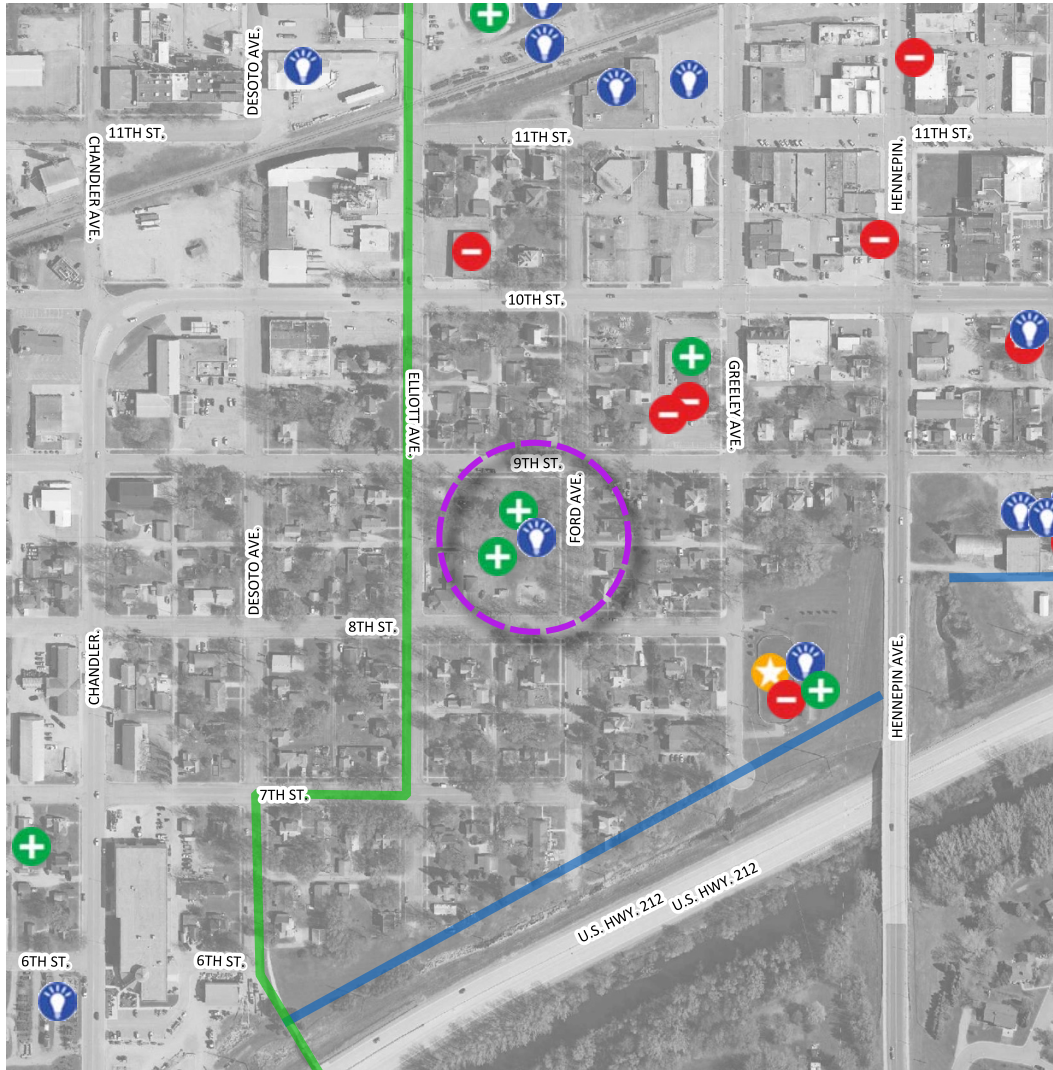 DESOTO AVE.
11TH ST.
11TH ST.
11TH ST.
CHANDLER AVE.
HENNEPIN.
10TH ST.
ELLIOTT AVE.
GREELEY AVE.
9TH ST.
FORD AVE.
DESOTO AVE.
8TH ST.
CHANDLER.
HENNEPIN AVE.
7TH ST.
U.S. HWY. 212
U.S. HWY. 212
6TH ST.
6TH ST.